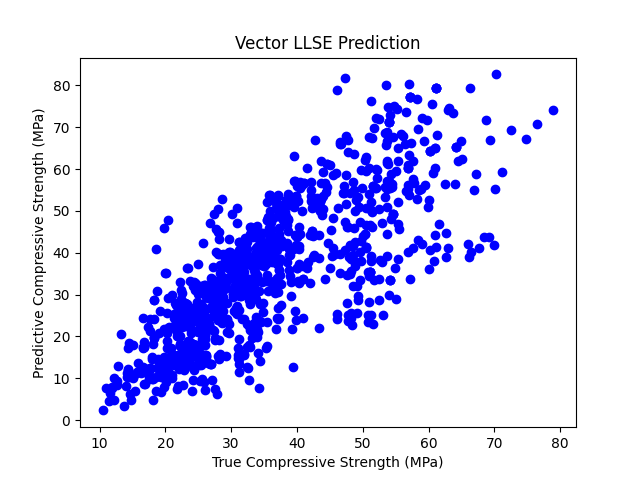 Vector LLSE Prediction
80
70
60
50
40
30
20
10
0
Predictive Compressive Strength (MPa)
10 20 30 40 50 60 70 80
True Compressive Strength (MPa)